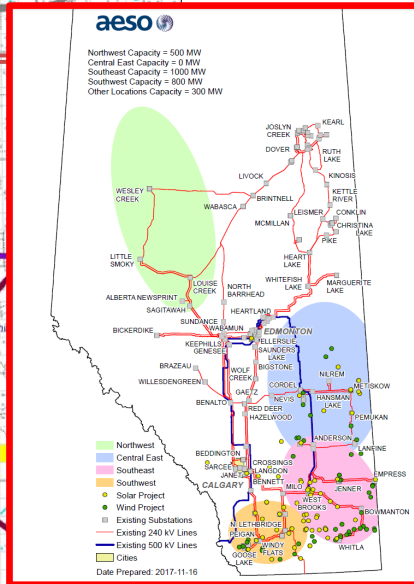 aeso
Northwest Capacity = 500 MW
Central East Capacity = 0 MW
Southeast Capacity = 1000 MW
Southwest Capacity = 800 MW
Other Locations Capacity = 300 MW
KEARL
JOSLYN
CREEK
DOVER
RUTH
LAKE
LIVOCK
KINOSIS
WESLEY
CREEK
BRINTNELL
KETTLE
RIVER
WABASCA
LEISMER
CONKLIN
MCMILLAN
CHRISTINA
LAKE
PIKE
HEART
LAKE
LITTLE
SMOKY
LOUISE
CREEK
WHITEFISH
LAKE
MARGUERITE
LAKE
ALBERTA NEWSPRINT
NORTH
BARRHEAD
SAGITAWAH
HEARTLAND
SUNDANCE
BICKERDIKE
WABAMUN
EDMONTON
KEEPHILLS
ELLERSLIE
GENESEE
SAUNDERS
LAKE
BRAZEAU
BIGSTONE
WOLF
CREEK
NILREM
WILLESDENGREEN
CORDEL
METISKOW
GAETZ
NEVIS
HANSMAN
LAKE
BENALTO
RED DEER
HAZELWOOD
PEMUKAN
ANDERSON
LANFINE
Northwest
Central East
Southeast
Southwest
Solar Project
Wind Project
Existing Substations
Existing 240 kV Lines
Existing 500 kV Lines
Cities
BEDDINGTON
CROSSINGS
SARCEE
LANGDON
EMPRESS
JANET
BENNETT
MILO
JENNER
CALGARY
WEST
BROOKS
BOWMANTON
N LETHBRIDGE
PEIGAN
WINDY
FLATS
WHITLA
GOOSE
LAKE
Date Prepared: 2017-11-16